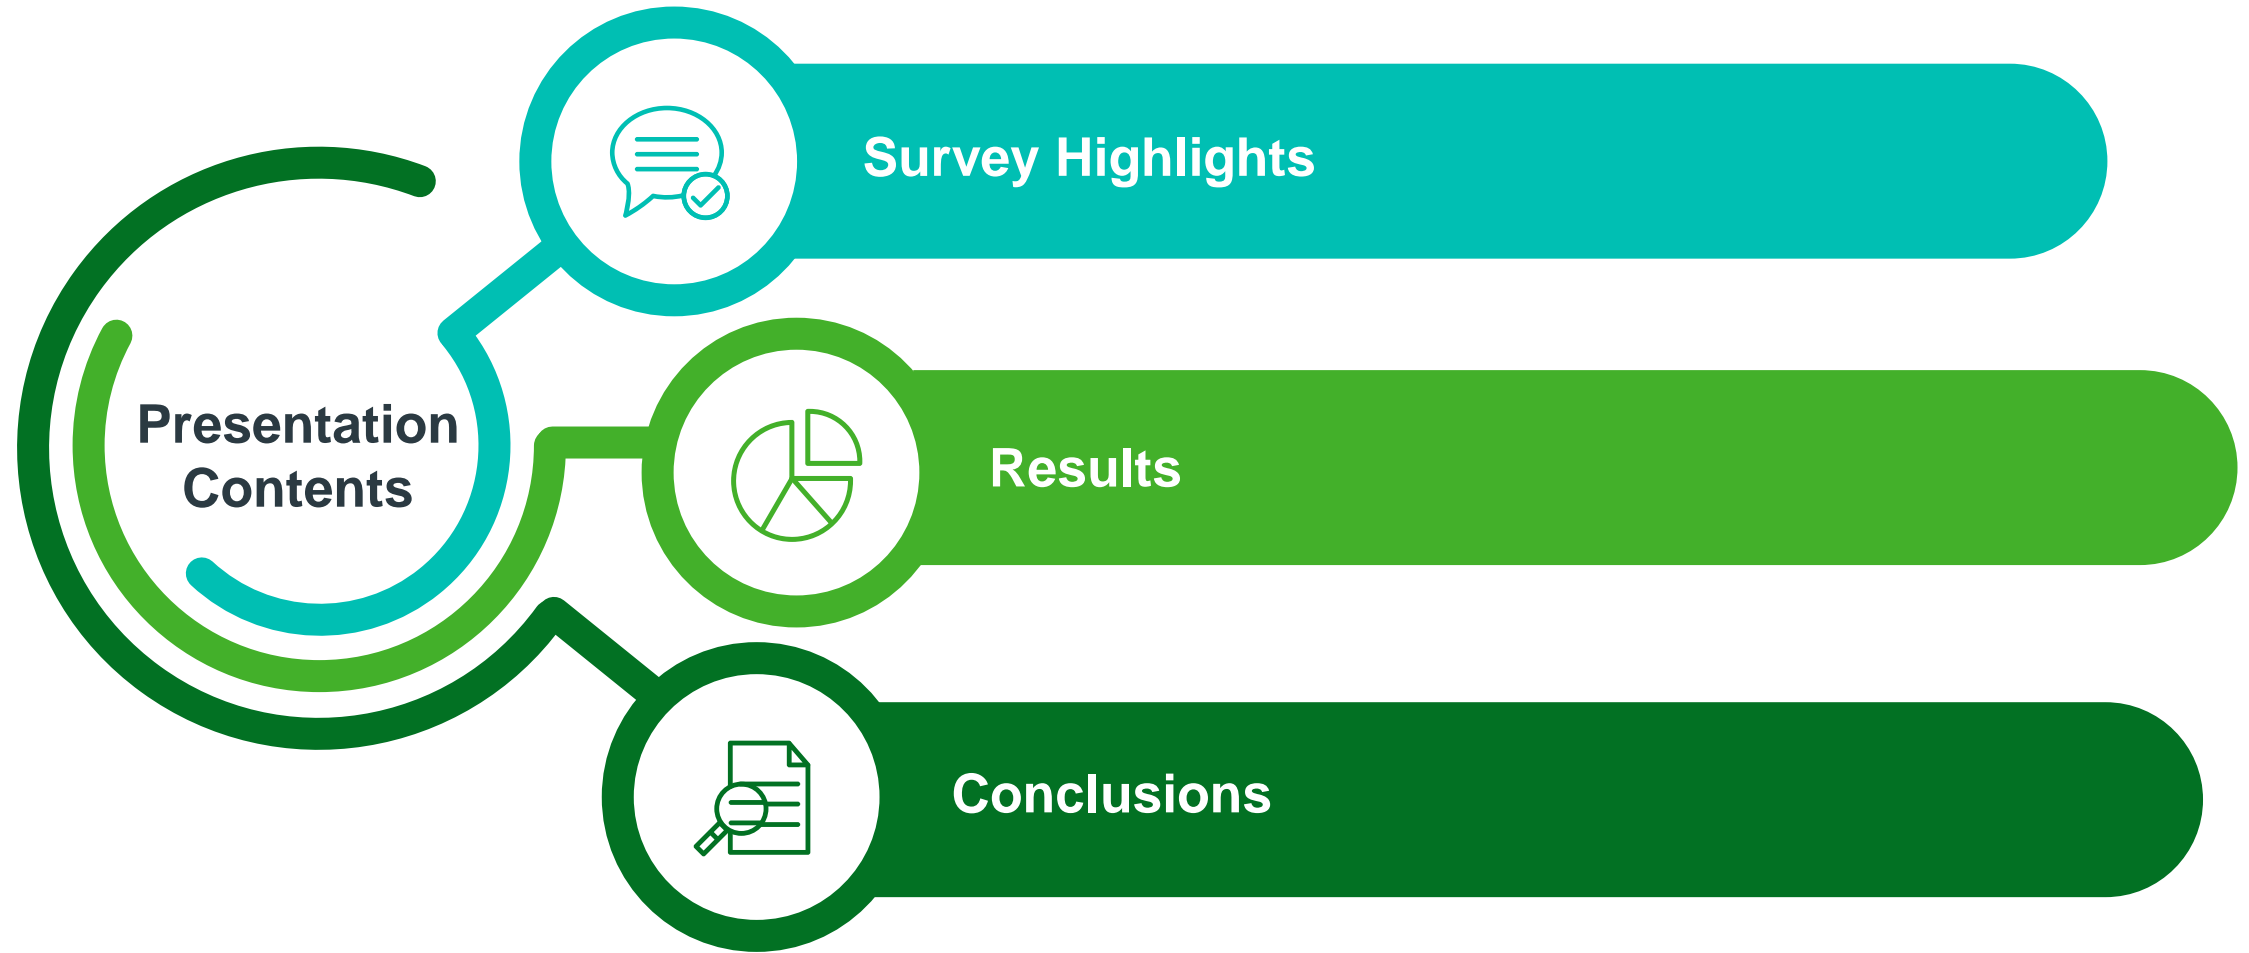 Presentation
Contents
Survey Highlights
Results
Conclusions